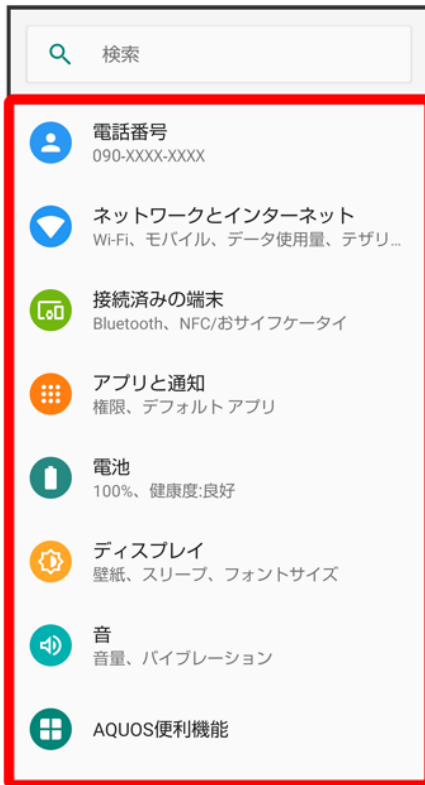 検索
電話番号
090-XXXX-XXXX
ネットワークとインターネット
Wi-Fi、モバイル、データ使用量、テザリ...
接続済みの端末
Bluetooth、NFC/おサイフケータイ
アプリと通知
権限、デフォルト アプリ
電池
100%、健康度:良好
ディスプレイ
壁紙、スリープ、フォントサイズ
音
音量、バイブレーション
AQUOS便利機能